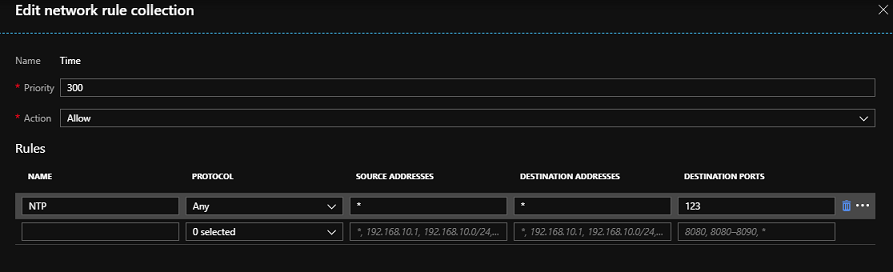 Edit network rule collection
Name Time
* Priority 300
* Action Allow
Rules
NAME PROTOCOL SOURCE ADDRESSES DESTINATION ADDRESSES DESTINATION PORTS
NTP Any * * 123
0 selected *, 192.168.10.1, 192.168.10.0/24,... *, 192.168.10.1, 192.168.10.0/24,... 8080, 8080–8090, *